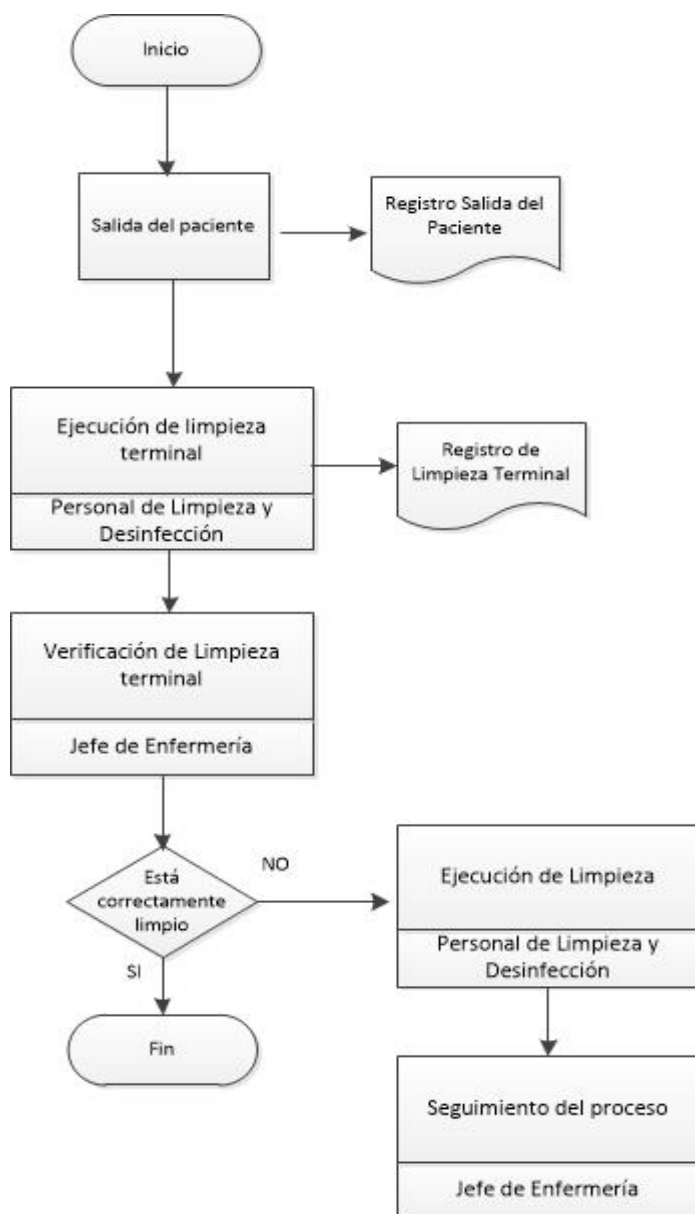 Inicio
Salida del paciente
Registro Salida del
Paciente
Ejecución de limpieza
terminal
Personal de Limpieza y
Desinfección
Registro de
Limpieza Terminal
Verificación de Limpieza
terminal
Jefe de Enfermería
Está
correctamente
limpio
NO
SI
Fin
Ejecución de Limpieza
Personal de Limpieza y
Desinfección
Seguimiento del proceso
Jefe de Enfermería